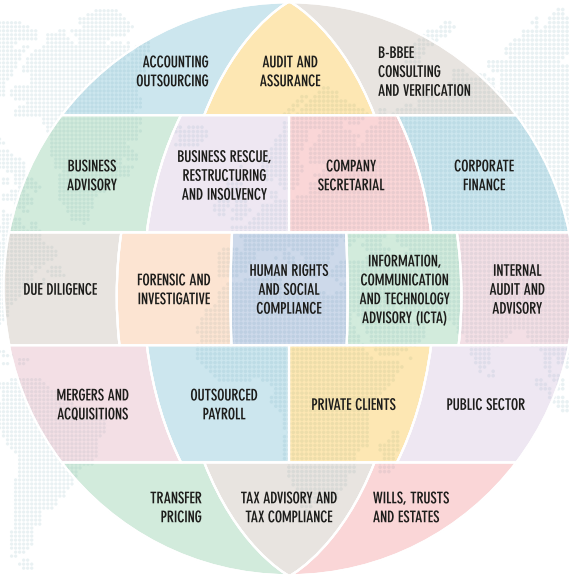 ACCOUNTING
OUTSOURCING
AUDIT AND
ASSURANCE
B-BBEE
CONSULTING
AND VERIFICATION
BUSINESS
ADVISORY
BUSINESS RESCUE,
RESTRUCTURING
AND INSOLVENCY
COMPANY
SECRETARIAL
CORPORATE
FINANCE
DUE DILIGENCE
FORENSIC AND
INVESTIGATIVE
HUMAN RIGHTS
AND SOCIAL
COMPLIANCE
INFORMATION,
COMMUNICATION
AND TECHNOLOGY
ADVISORY (ICTA)
INTERNAL
AUDIT AND
ADVISORY
MERGERS AND
ACQUISITIONS
OUTSOURCED
PAYROLL
PRIVATE CLIENTS
PUBLIC SECTOR
TRANSFER
PRICING
TAX ADVISORY AND
TAX COMPLIANCE
WILLS, TRUSTS
AND ESTATES